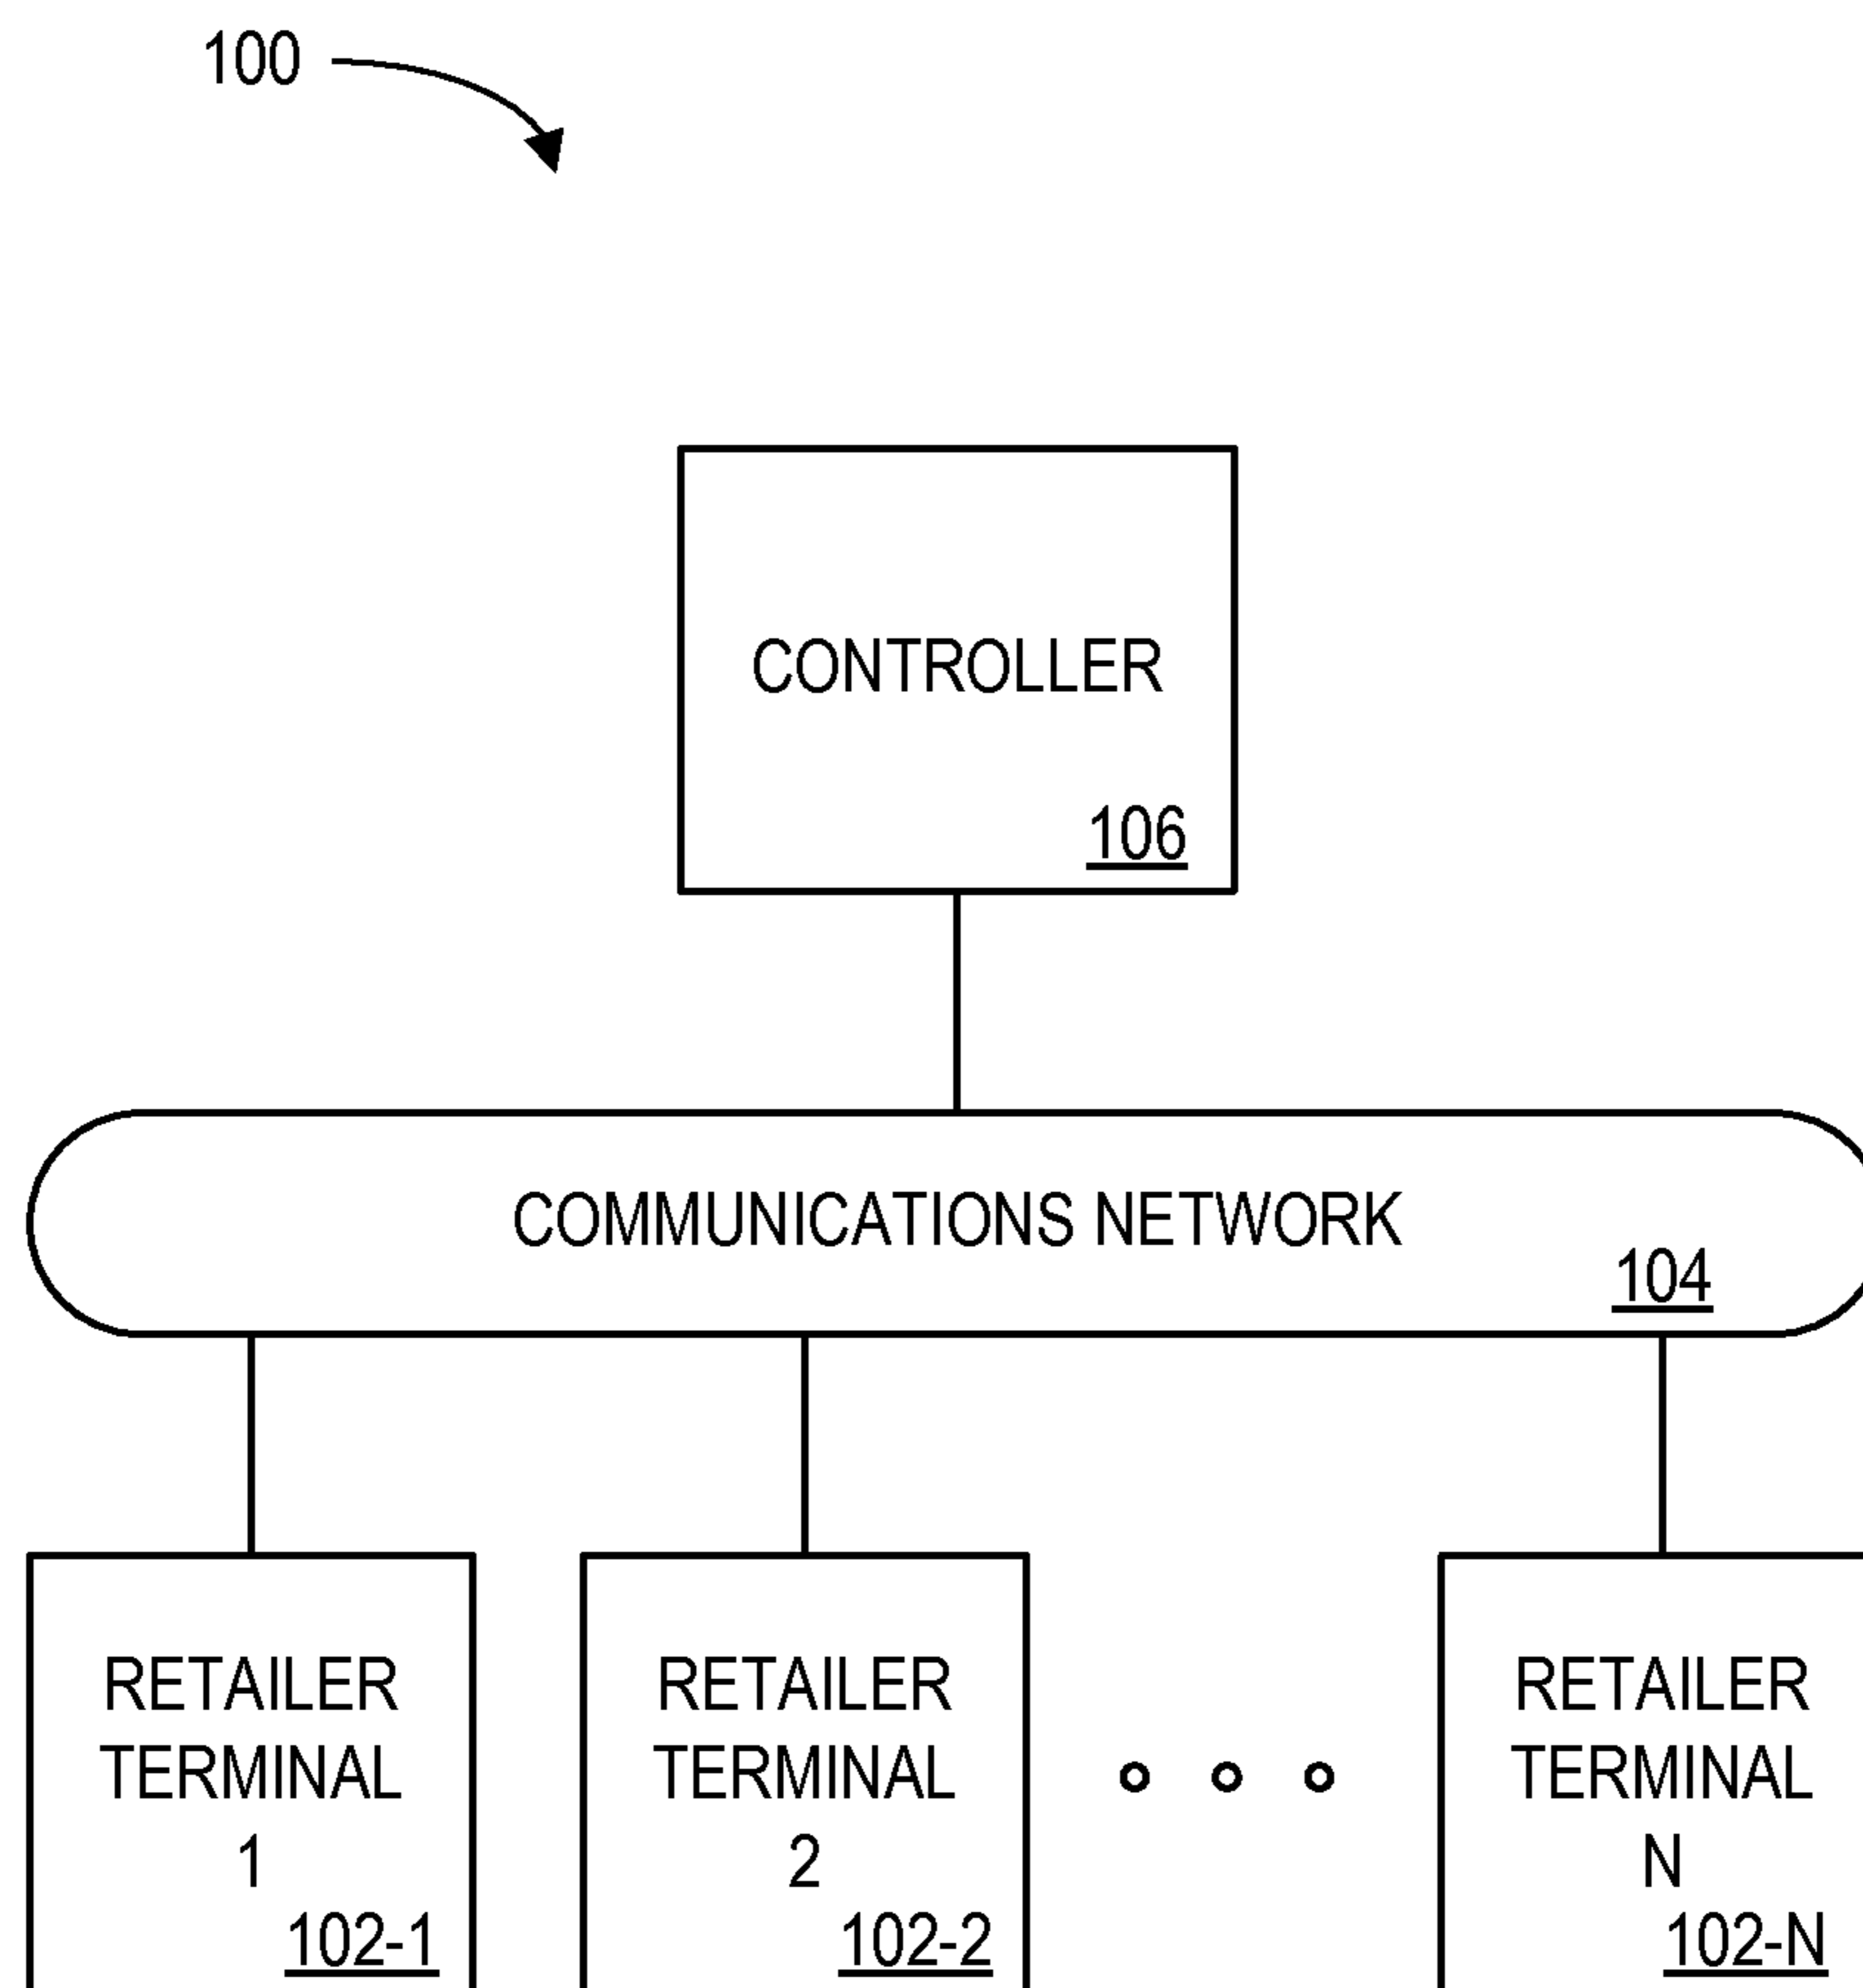 100
CONTROLLER
106
COMMUNICATIONS NETWORK
104
RETAILER
TERMINAL
1
102-1
RETAILER
TERMINAL
2
102-2
RETAILER
TERMINAL
N
102-N